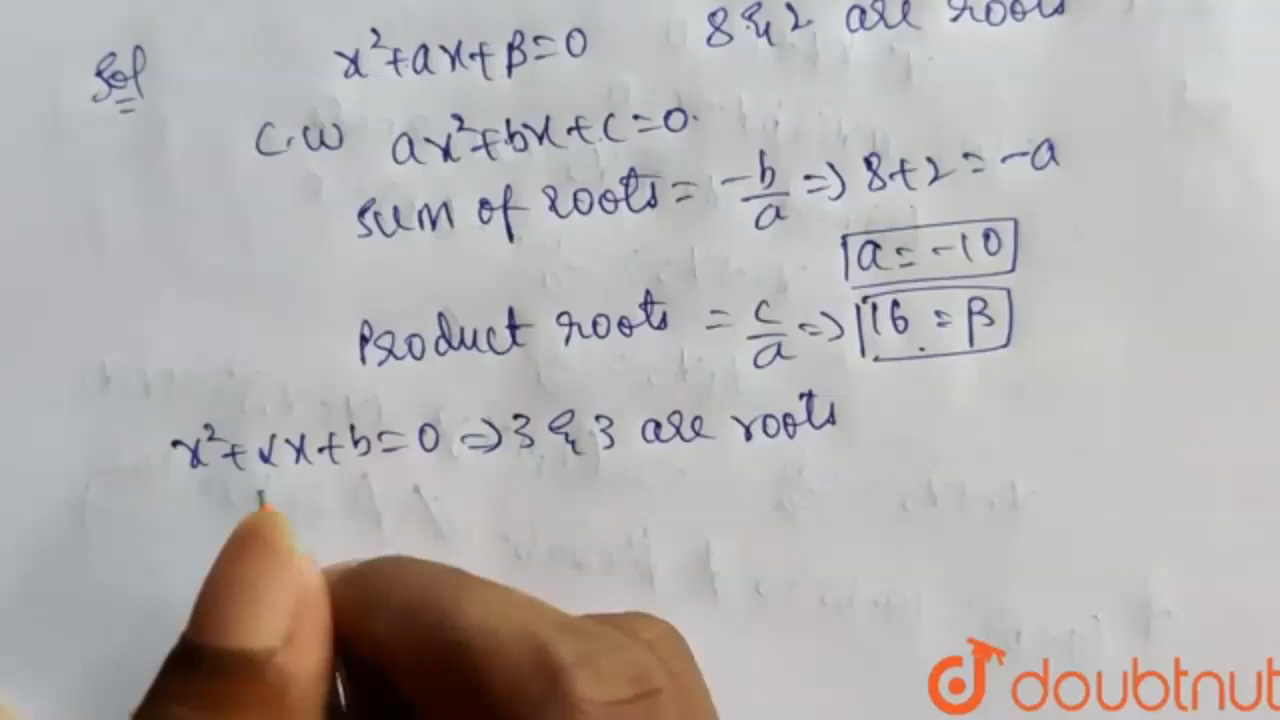 8 & 2 are roots
Sol x²+ax+β=0
C.W ax²+bx+c=0.
Sum of roots = -b/a => 8+2 = -a
a = -10
Product roots = c/a => 16 = β
x²+αx+b=0 => 3 & 3 are roots
doubtnut